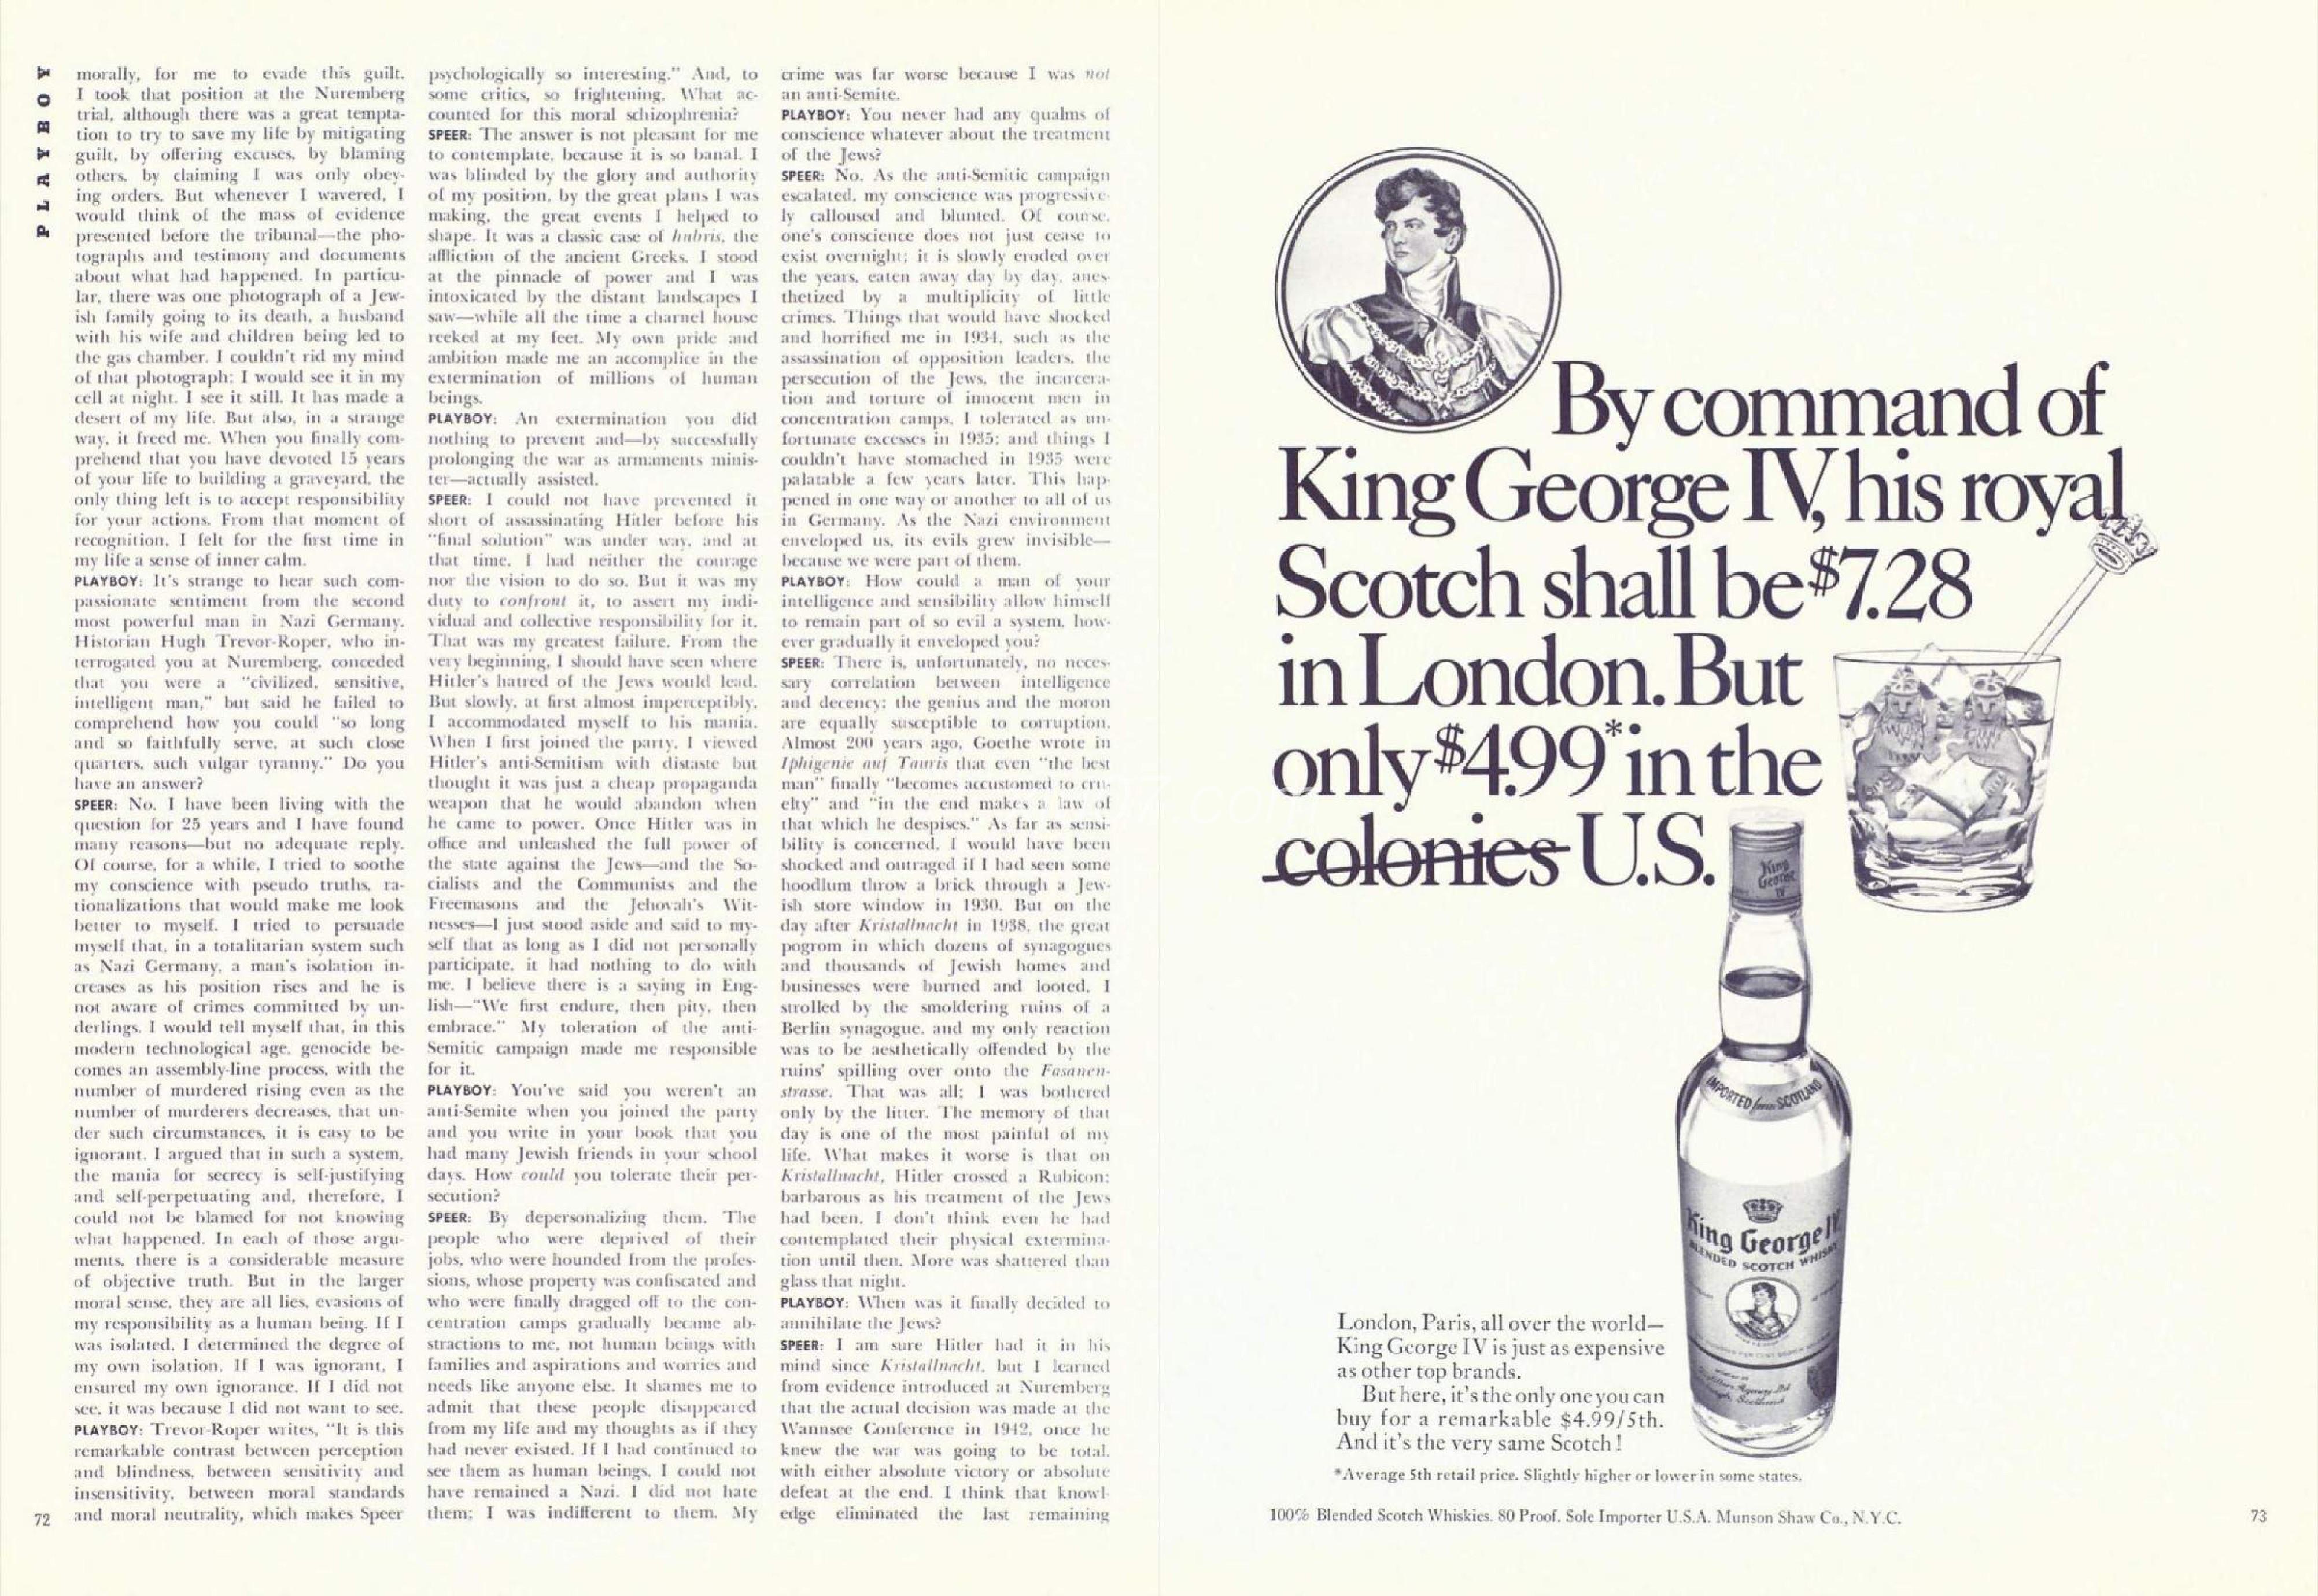 PLAYBOY
morally, for me to evade this guilt.
I took that position at the Nuremberg
trial, although there was a great tempta-
tion to try to save my life by mitigating
guilt, by offering excuses, by blaming
others, by claiming I was only obey-
ing orders. But whenever I wavered, I
would think of the mass of evidence
presented before the tribunal—the pho-
tographs and testimony and documents
about what had happened. In particu-
lar, there was one photograph of a Jew-
ish family going to its death, a husband
with his wife and children being led to
the gas chamber. I couldn't rid my mind
of that photograph; I would see it in my
cell at night. I see it still. It has made a
desert of my life. But also, in a strange
way, it freed me. When you finally com-
prehend that you have devoted 15 years
of your life to building a graveyard, the
only thing left is to accept responsibility
for your actions. From that moment of
recognition, I felt for the first time in
my life a sense of inner calm.
PLAYBOY: It's strange to hear such com-
passionate sentiment from the second
most powerful man in Nazi Germany.
Historian Hugh Trevor-Roper, who in-
terrogated you at Nuremberg, conceded
that you were a "civilized, sensitive,
intelligent man," but said he failed to
comprehend how you could "so long
and so faithfully serve, at such close
quarters, such vulgar tyranny." Do you
have an answer?
SPEER: No. I have been living with the
question for 25 years and I have found
many reasons—but no adequate reply.
Of course, for a while, I tried to soothe
my conscience with pseudo truths, ra-
tionalizations that would make me look
better to myself. I tried to persuade
myself that, in a totalitarian system such
as Nazi Germany, a man's isolation in-
creases as his position rises and he is
not aware of crimes committed by un-
derlings. I would tell myself that, in this
modern technological age, genocide be-
comes an assembly-line process, with the
number of murdered rising even as the
number of murderers decreases, that un-
der such circumstances, it is easy to be
ignorant. I argued that in such a system,
the mania for secrecy is self-justifying
and self-perpetuating and, therefore, I
could not be blamed for not knowing
what happened. In each of those argu-
ments, there is a considerable measure
of objective truth. But in the larger
moral sense, they are all lies, evasions of
my responsibility as a human being. If I
was isolated, I determined the degree of
my own isolation. If I was ignorant, I
ensured my own ignorance. If I did not
see, it was because I did not want to see.
PLAYBOY: Trevor-Roper writes, "It is this
remarkable contrast between perception
and blindness, between sensitivity and
insensitivity, between moral standards
and moral neutrality, which makes Speer
psychologically so interesting." And, to
some critics, so frightening. What ac-
counted for this moral schizophrenia?
SPEER: The answer is not pleasant for me
to contemplate, because it is so banal. I
was blinded by the glory and authority
of my position, by the great plans I was
making, the great events I helped to
shape. It was a classic case of hubris, the
affliction of the ancient Greeks. I stood
at the pinnacle of power and I was
intoxicated by the distant landscapes I
saw—while all the time a charnel house
reeked at my feet. My own pride and
ambition made me an accomplice in the
extermination of millions of human
beings.
PLAYBOY: An extermination you did
nothing to prevent and—by successfully
prolonging the war as armaments minis-
ter—actually assisted.
SPEER: I could not have prevented it
short of assassinating Hitler before his
"final solution" was under way, and at
that time, I had neither the courage
nor the vision to do so. But it was my
duty to confront it, to assert my indi-
vidual and collective responsibility for it.
That was my greatest failure. From the
very beginning, I should have seen where
Hitler's hatred of the Jews would lead.
But slowly, at first almost imperceptibly,
I accommodated myself to his mania.
When I first joined the party, I viewed
Hitler's anti-Semitism with distaste but
thought it was just a cheap propaganda
weapon that he would abandon when
he came to power. Once Hitler was in
office and unleashed the full power of
the state against the Jews—and the So-
cialists and the Communists and the
Freemasons and the Jehovah's Wit-
nesses—I just stood aside and said to my-
self that as long as I did not personally
participate, it had nothing to do with
me. I believe there is a saying in Eng-
lish—"We first endure, then pity, then
embrace." My toleration of the anti-
Semitic campaign made me responsible
for it.
PLAYBOY: You've said you weren't an
anti-Semite when you joined the party
and you write in your book that you
had many Jewish friends in your school
days. How could you tolerate their per-
secution?
SPEER: By depersonalizing them. The
people who were deprived of their
jobs, who were hounded from the profes-
sions, whose property was confiscated and
who were finally dragged off to the con-
centration camps gradually became ab-
stractions to me, not human beings with
families and aspirations and worries and
needs like anyone else. It shames me to
admit that these people disappeared
from my life and my thoughts as if they
had never existed. If I had continued to
see them as human beings, I could not
have remained a Nazi. I did not hate
them; I was indifferent to them. My
crime was far worse because I was not
an anti-Semite.
PLAYBOY: You never had any qualms of
conscience whatever about the treatment
of the Jews?
SPEER: No. As the anti-Semitic campaign
escalated, my conscience was progressive-
ly calloused and blunted. Of course,
one's conscience does not just cease to
exist overnight; it is slowly eroded over
the years, eaten away day by day, anes-
thetized by a multiplicity of little
crimes. Things that would have shocked
and horrified me in 1934, such as the
assassination of opposition leaders, the
persecution of the Jews, the incarcera-
tion and torture of innocent men in
concentration camps, I tolerated as un-
fortunate excesses in 1935; and things I
couldn't have stomached in 1935 were
palatable a few years later. This hap-
pened in one way or another to all of us
in Germany. As the Nazi environment
enveloped us, its evils grew invisible—
because we were part of them.
PLAYBOY: How could a man of your
intelligence and sensibility allow himself
to remain part of so evil a system, how-
ever gradually it enveloped you?
SPEER: There is, unfortunately, no neces-
sary correlation between intelligence
and decency; the genius and the moron
are equally susceptible to corruption.
Almost 200 years ago, Goethe wrote in
Iphigenie auf Tauris that even "the best
man" finally "becomes accustomed to cru-
elty" and "in the end makes a law of
that which he despises." As far as sensi-
bility is concerned, I would have been
shocked and outraged if I had seen some
hoodlum throw a brick through a Jew-
ish store window in 1930. But on the
day after Kristallnacht in 1938, the great
pogrom in which dozens of synagogues
and thousands of Jewish homes and
businesses were burned and looted, I
strolled by the smoldering ruins of a
Berlin synagogue, and my only reaction
was to be aesthetically offended by the
ruins' spilling over onto the Fasanen-
strasse. That was all; I was bothered
only by the litter. The memory of that
day is one of the most painful of my
life. What makes it worse is that on
Kristallnacht, Hitler crossed a Rubicon;
barbarous as his treatment of the Jews
had been, I don't think even he had
contemplated their physical extermina-
tion until then. More was shattered than
glass that night.
PLAYBOY: When was it finally decided to
annihilate the Jews?
SPEER: I am sure Hitler had it in his
mind since Kristallnacht, but I learned
from evidence introduced at Nuremberg
that the actual decision was made at the
Wannsee Conference in 1942, once he
knew the war was going to be total,
with either absolute victory or absolute
defeat at the end. I think that knowl-
edge eliminated the last remaining
72
By command of
King George IV, his royal
Scotch shall be $7.28
in London. But
only $4.99* in the
colonies U.S.
King
George
IV
IMPORTED from SCOTLAND
King George IV
BLENDED SCOTCH WHISKY
London, Paris, all over the world—
King George IV is just as expensive
as other top brands.
But here, it's the only one you can
buy for a remarkable $4.99/5th.
And it's the very same Scotch!
*Average 5th retail price. Slightly higher or lower in some states.
100% Blended Scotch Whiskies. 80 Proof. Sole Importer U.S.A. Munson Shaw Co., N.Y.C.
73